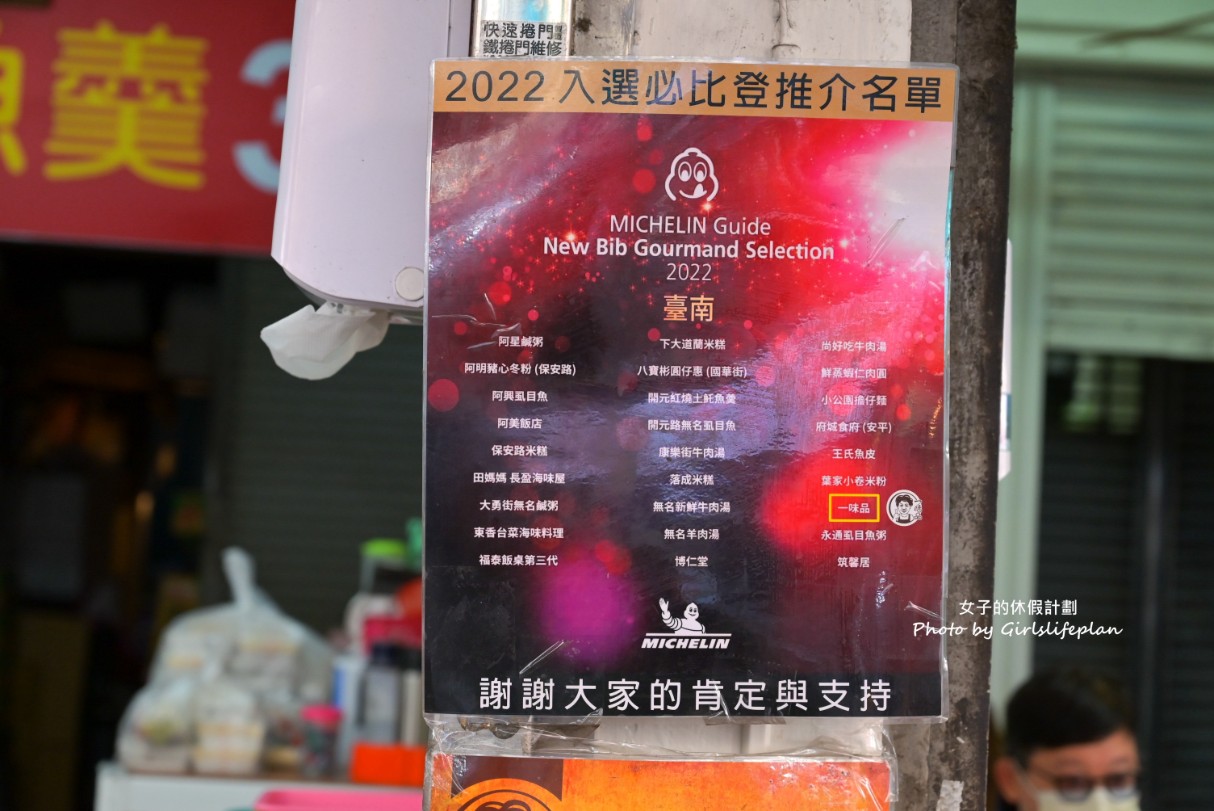 快速捲門
鐵捲門維修
羹 3
2022 入選必比登推介名單
MICHELIN Guide
New Bib Gourmand Selection
2022
臺南
阿星鹹粥
阿明豬心冬粉 (保安路)
阿興虱目魚
阿美飯店
保安路米糕
田媽媽 長盈海味屋
大勇街無名鹹粥
東香台菜海味料理
福泰飯桌第三代
下大道蘭米糕
八寶彬圓仔惠 (國華街)
開元紅燒土魠魚羹
開元路無名虱目魚
康樂街牛肉湯
落成米糕
無名新鮮牛肉湯
無名羊肉湯
博仁堂
尚好吃牛肉湯
鮮蒸蝦仁肉圓
小公園擔仔麵
府城食府 (安平)
王氏魚皮
葉家小卷米粉
一味品
永通虱目魚粥
筑馨居
MICHELIN
謝謝大家的肯定與支持
女子的休假計劃
Photo by Girlslifeplan